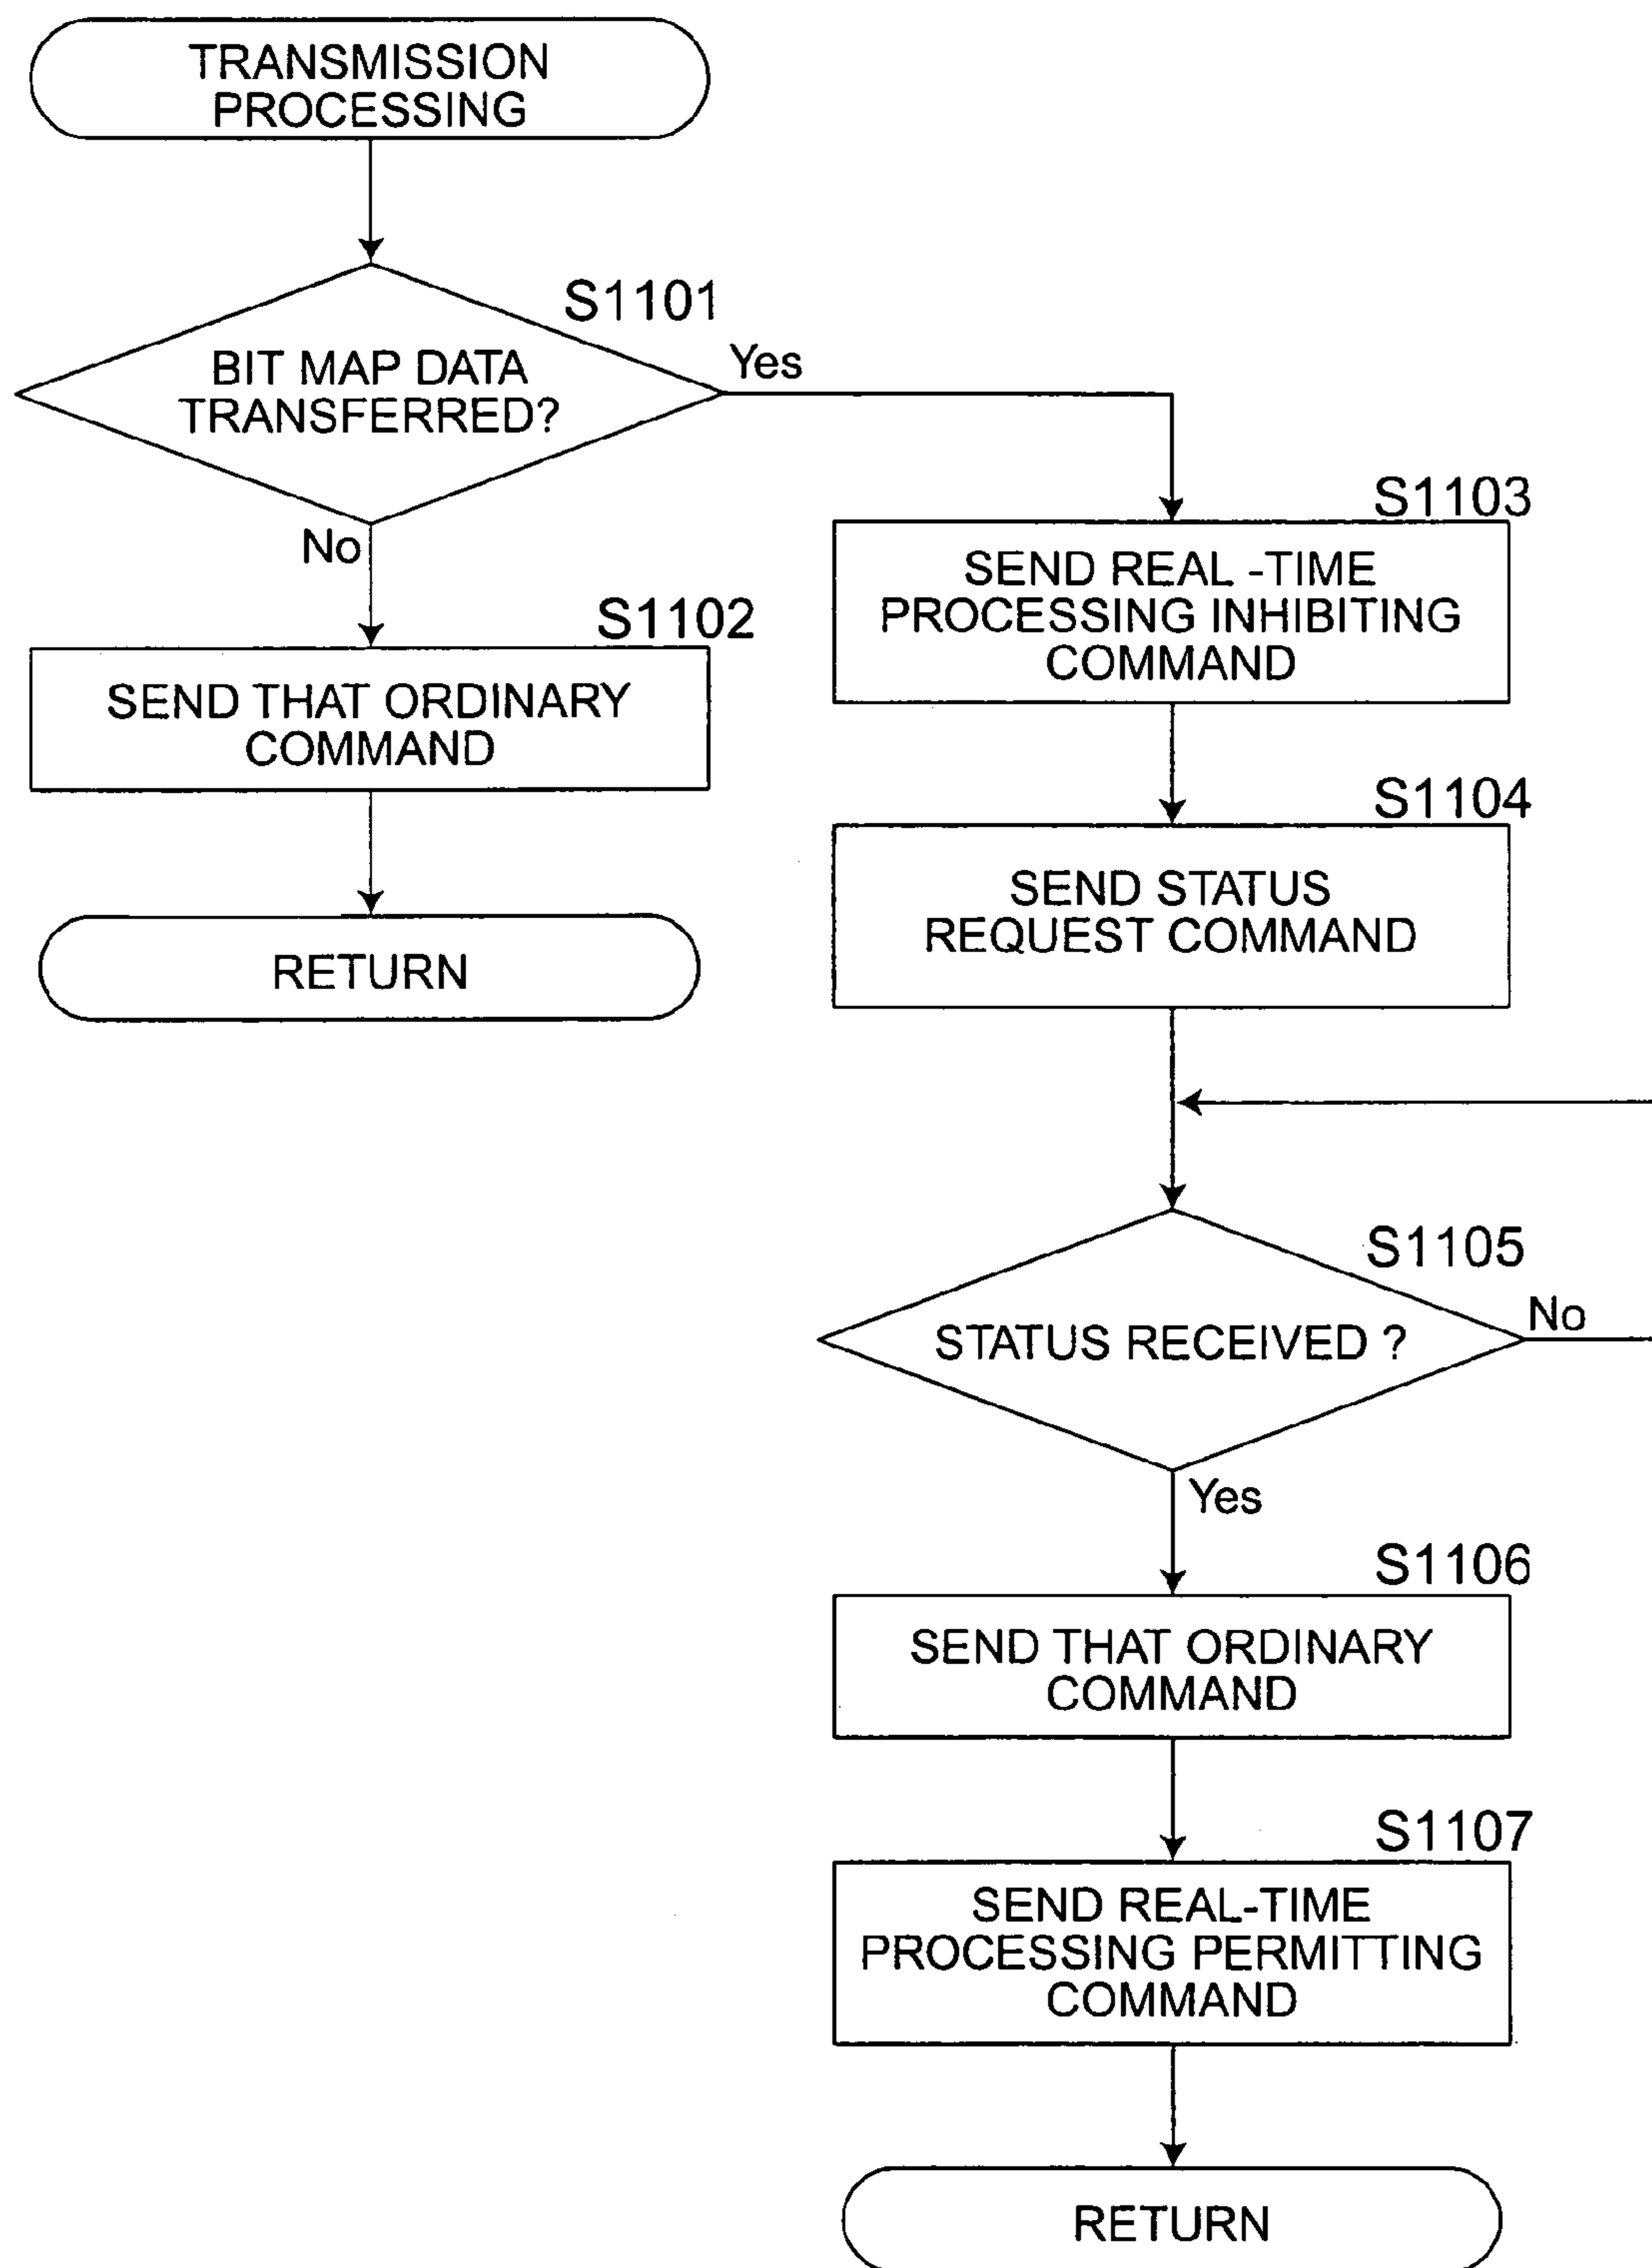 TRANSMISSION
PROCESSING
S1101
BIT MAP DATA
TRANSFERRED?
Yes
No
S1102
SEND THAT ORDINARY
COMMAND
RETURN
S1103
SEND REAL -TIME
PROCESSING INHIBITING
COMMAND
S1104
SEND STATUS
REQUEST COMMAND
S1105
STATUS RECEIVED ?
No
Yes
S1106
SEND THAT ORDINARY
COMMAND
S1107
SEND REAL-TIME
PROCESSING PERMITTING
COMMAND
RETURN